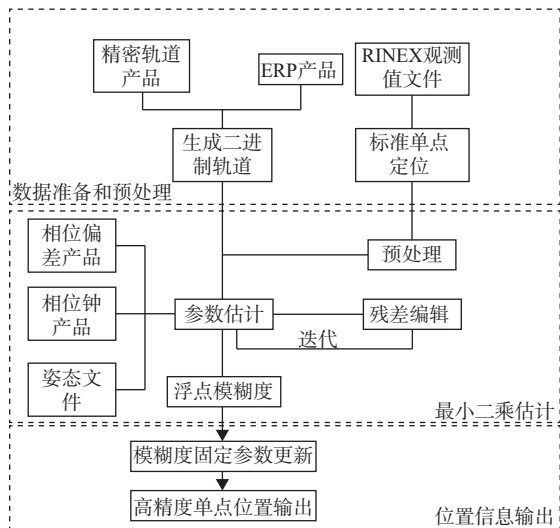 精密轨道
产品
ERP产品
RINEX观测
值文件
生成二进
制轨道
标准单点
定位
数据准备和预处理
相位偏
差产品
预处理
相位钟
产品
参数估计
残差编辑
迭代
姿态文
件
浮点模糊度
最小二乘估计
模糊度固定参数更新
高精度单点位置输出
位置信息输出